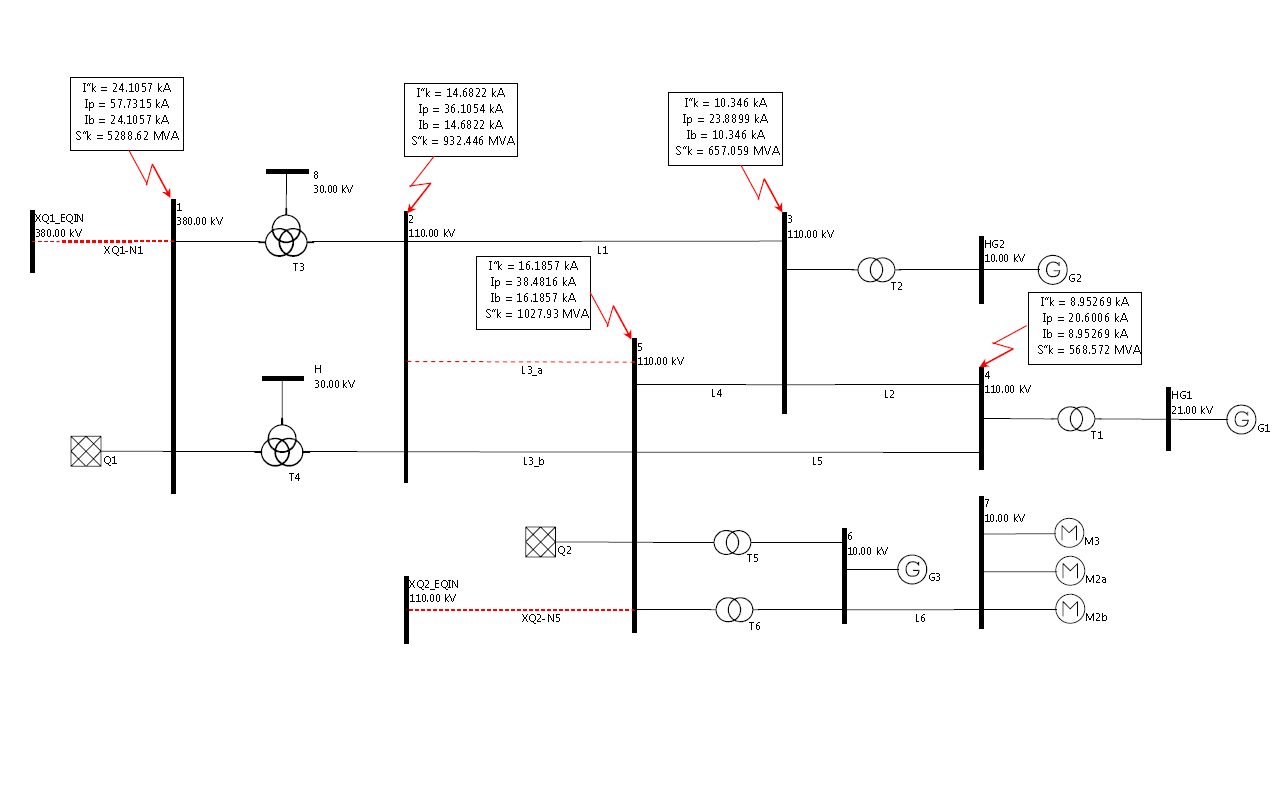 I"k = 24.1057 kA
Ip = 57.7315 kA
Ib = 24.1057 kA
S"k = 5288.62 MVA
I"k = 14.6822 kA
Ip = 36.1054 kA
Ib = 14.6822 kA
S"k = 932.446 MVA
I"k = 10.346 kA
Ip = 23.8899 kA
Ib = 10.346 kA
S"k = 657.059 MVA
8
30.00 kV
XQ1_EQIN
380.00 kV
XQ1-N1
1
380.00 kV
T3
2
110.00 kV
L1
3
110.00 kV
T2
HG2
10.00 kV
G
G2
I"k = 16.1857 kA
Ip = 38.4816 kA
Ib = 16.1857 kA
S"k = 1027.93 MVA
I"k = 8.95269 kA
Ip = 20.6006 kA
Ib = 8.95269 kA
S"k = 568.572 MVA
5
110.00 kV
L3_a
H
30.00 kV
L4
L2
4
110.00 kV
T1
HG1
21.00 kV
G
G1
Q1
T4
L3_b
L5
Q2
T5
6
10.00 kV
G
G3
7
10.00 kV
M
M3
M
M2a
M
M2b
XQ2_EQIN
110.00 kV
XQ2-N5
T6
L6